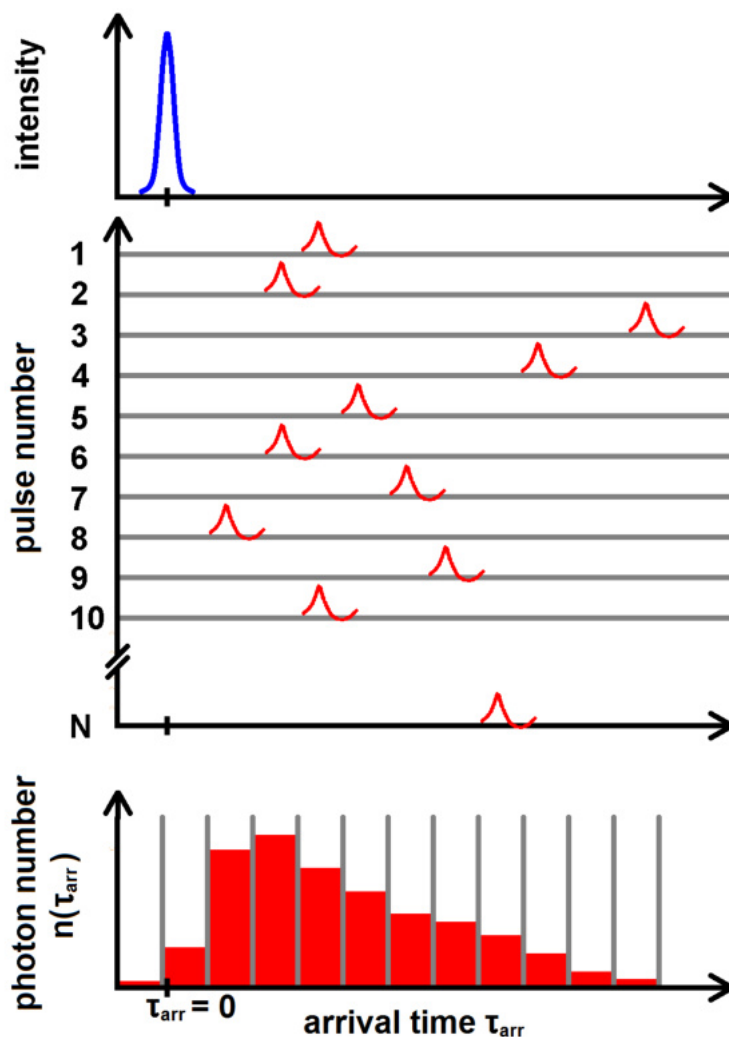 intensity
pulse number
1
2
3
4
5
6
7
8
9
10
N
photon number
n(τarr)
τarr = 0
arrival time τarr